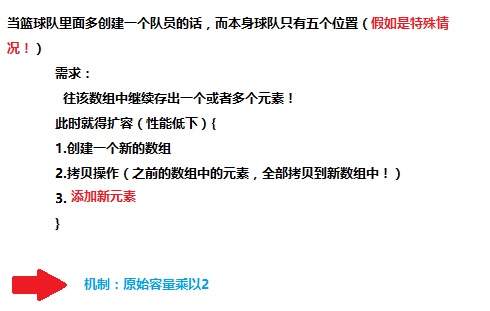 当篮球队里面多创建一个队员的话，而本身球队只有五个位置（假如是特殊情
况！）
需求：
往该数组中继续存出一个或者多个元素！
此时就得扩容（性能低下）{
1.创建一个新的数组
2.拷贝操作（之前的数组中的元素，全部拷贝到新数组中！）
3. 添加新元素
}
机制：原始容量乘以2